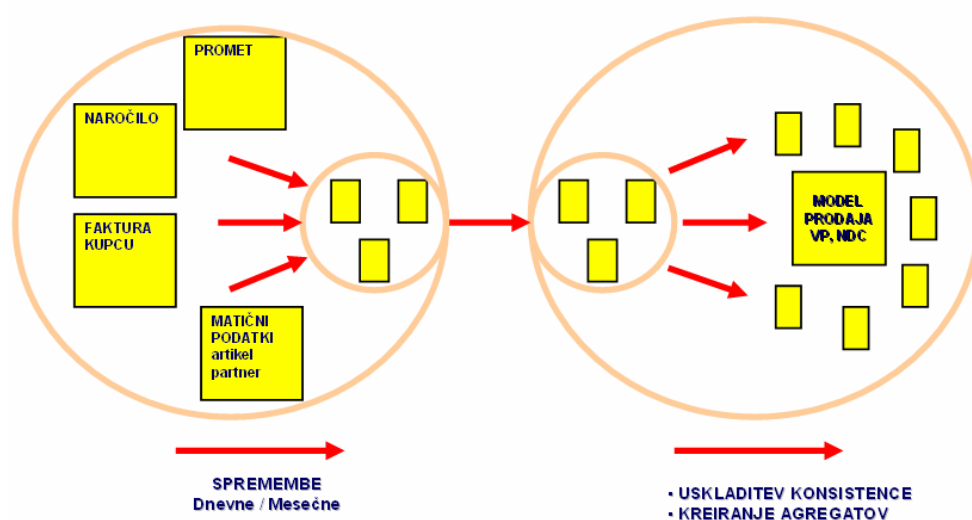 PROMET
NAROČILO
FAKTURA
KUPCU
MATIČNI
PODATKI
artikel
partner
MODEL
PRODAJA
VP, NDC
SPREMEMBE
Dnevne / Mesečne
• USKLADITEV KONSISTENCE
• KREIRANJE AGREGATOV